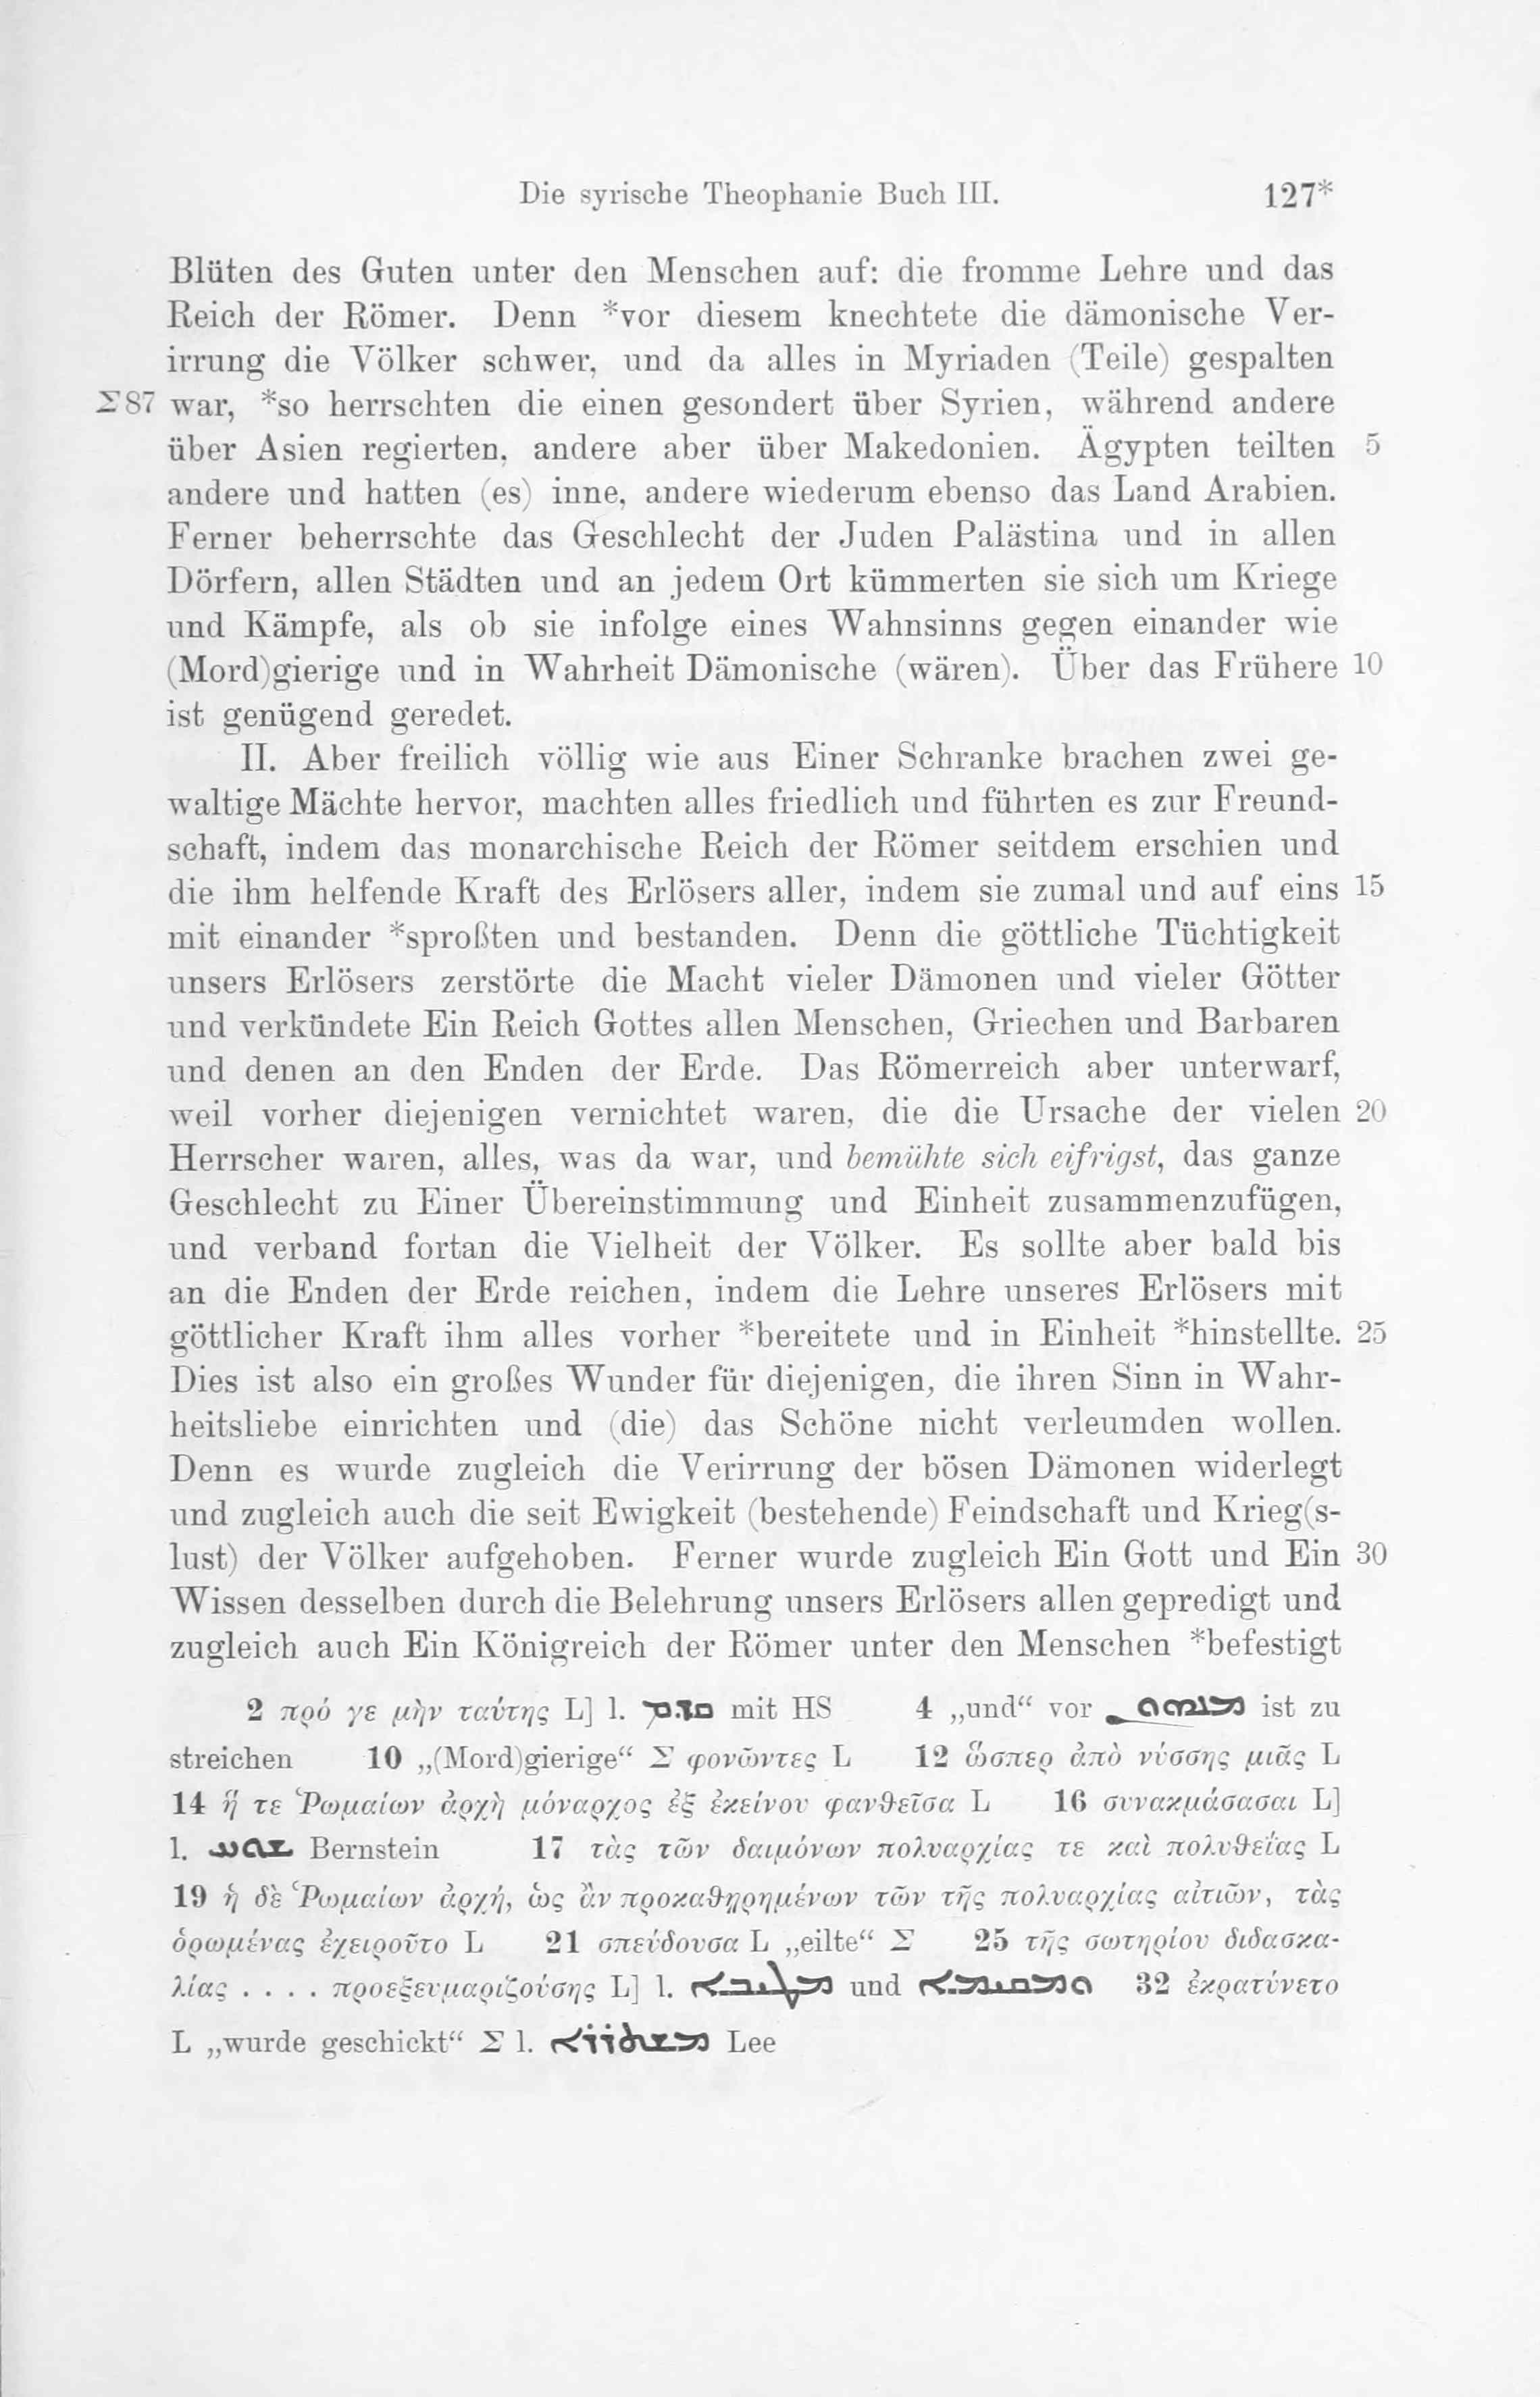 Die syrische Theophanie Buch III. 127*
Blüten des Guten unter den Menschen auf: die fromme Lehre und das
Reich der Römer. Denn *vor diesem knechtete die dämonische Ver-
irrung die Völker schwer, und da alles in Myriaden (Teile) gespalten
Σ 87 war, *so herrschten die einen gesondert über Syrien, während andere
über Asien regierten, andere aber über Makedonien. Ägypten teilten 5
andere und hatten (es) inne, andere wiederum ebenso das Land Arabien.
Ferner beherrschte das Geschlecht der Juden Palästina und in allen
Dörfern, allen Städten und an jedem Ort kümmerten sie sich um Kriege
und Kämpfe, als ob sie infolge eines Wahnsinns gegen einander wie
(Mord)gierige und in Wahrheit Dämonische (wären). Über das Frühere 10
ist genügend geredet.
II. Aber freilich völlig wie aus Einer Schranke brachen zwei ge-
waltige Mächte hervor, machten alles friedlich und führten es zur Freund-
schaft, indem das monarchische Reich der Römer seitdem erschien und
die ihm helfende Kraft des Erlösers aller, indem sie zumal und auf eins 15
mit einander *sproßten und bestanden. Denn die göttliche Tüchtigkeit
unsers Erlösers zerstörte die Macht vieler Dämonen und vieler Götter
und verkündete Ein Reich Gottes allen Menschen, Griechen und Barbaren
und denen an den Enden der Erde. Das Römerreich aber unterwarf,
weil vorher diejenigen vernichtet waren, die die Ursache der vielen 20
Herrscher waren, alles, was da war, und bemühte sich eifrigst, das ganze
Geschlecht zu Einer Übereinstimmung und Einheit zusammenzufügen,
und verband fortan die Vielheit der Völker. Es sollte aber bald bis
an die Enden der Erde reichen, indem die Lehre unseres Erlösers mit
göttlicher Kraft ihm alles vorher *bereitete und in Einheit *hinstellte. 25
Dies ist also ein großes Wunder für diejenigen, die ihren Sinn in Wahr-
heitsliebe einrichten und (die) das Schöne nicht verleumden wollen.
Denn es wurde zugleich die Verirrung der bösen Dämonen widerlegt
und zugleich auch die seit Ewigkeit (bestehende) Feindschaft und Krieg(s-
lust) der Völker aufgehoben. Ferner wurde zugleich Ein Gott und Ein 30
Wissen desselben durch die Belehrung unsers Erlösers allen gepredigt und
zugleich auch Ein Königreich der Römer unter den Menschen *befestigt
2 πρό γε μὴν ταύτης L] l. ܩܕܡ mit HS 4 „und“ vor ist zu
streichen 10 „(Mord)gierige“ Σ φονῶντες L 12 ὥσπερ ἀπὸ νύσσης μιᾶς L
14 ἥ τε Ῥωμαίων ἀρχὴ μόναρχος ἐξ ἐκείνου φανθεῖσα L 16 συνακμάσασαι L]
l. ܫܘܚܘ Bernstein 17 τὰς τῶν δαιμόνων πολυαρχίας τε καὶ πολυθεΐας L
19 ἡ δὲ Ῥωμαίων ἀρχή, ὡς ἂν προκαθῃρημένων τῶν τῆς πολυαρχίας αἰτιῶν, τὰς
ὁρωμένας ἐχειροῦτο L 21 σπεύδουσα L „eilte“ Σ 25 τῆς σωτηρίου διδασκα-
λίας . . . . προεξευμαριζούσης L] l. ܡܛܝܒܐ und ܘܡܩܝܡܐ 32 ἐκρατύνετο
L „wurde geschickt“ Σ l. ܡܫܬܪܪܐ Lee